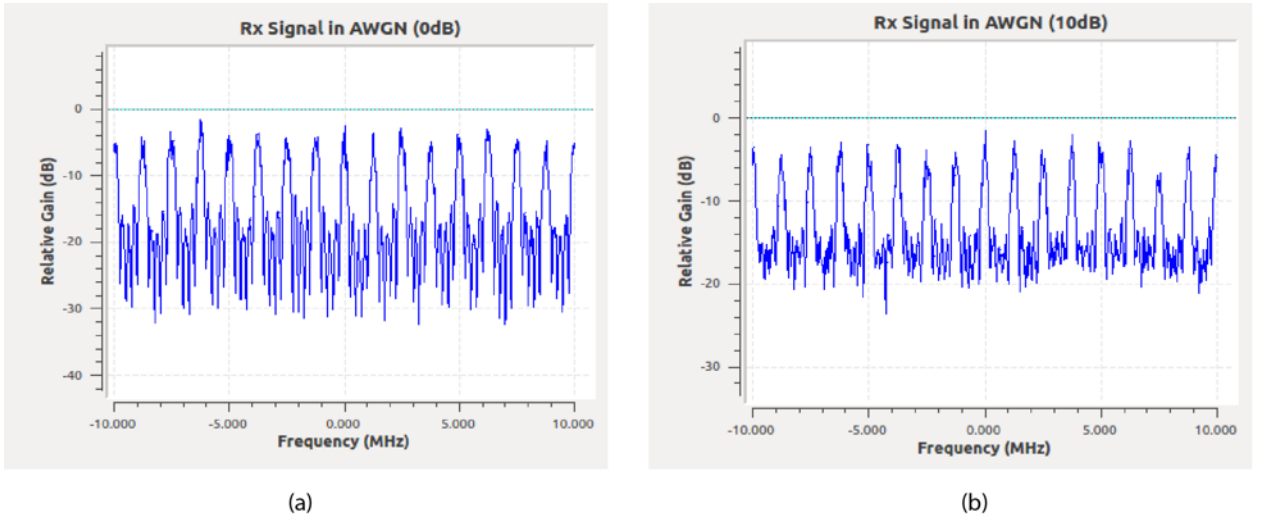 Rx Signal in AWGN (0dB)
Relative Gain (dB)
0
-10
-20
-30
-40
-10.000 -5.000 0.000 5.000 10.000
Frequency (MHz)
(a)
Rx Signal in AWGN (10dB)
Relative Gain (dB)
0
-10
-20
-30
-10.000 -5.000 0.000 5.000 10.000
Frequency (MHz)
(b)